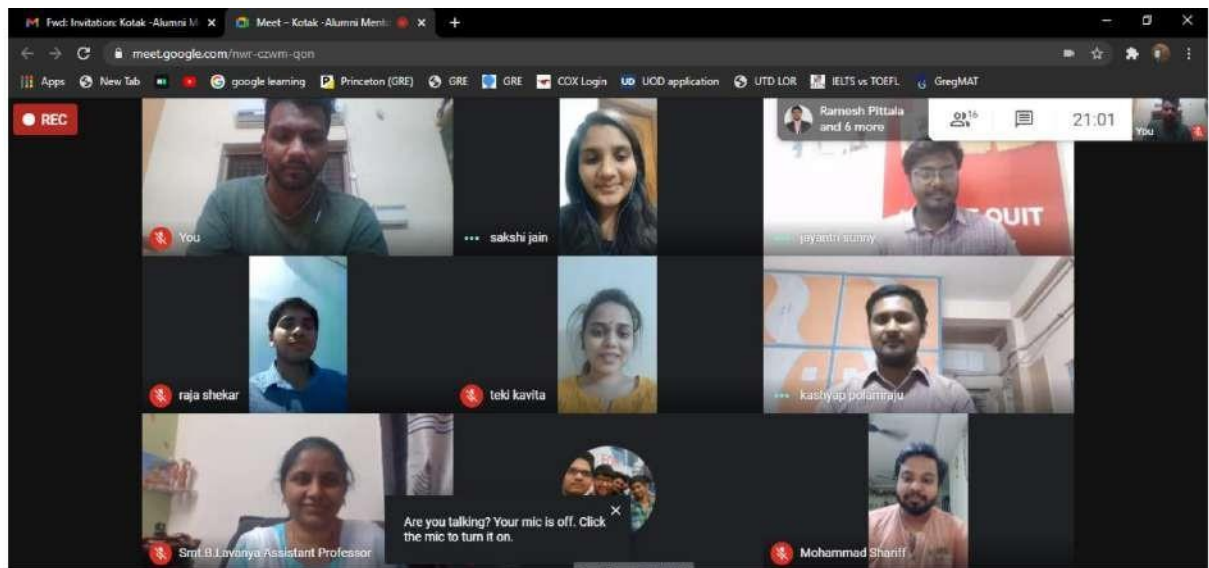 Fwd: Invitation: Kotak -Alumni M
Meet – Kotak -Alumni Ment
meet.google.com/nwr-czwm-qon
Apps New Tab google learning Princeton (GRE) GRE GRE COX Login UD UOD application UTD LOR IELTS vs TOEFL GregMAT
REC
Ramesh Pittala
and 6 more
16
21:01
You
QUIT
You
sakshi jain
jayanth sunny
raja shekar
teki kavita
kashyap polamraju
Are you talking? Your mic is off. Click
the mic to turn it on.
Smt.B.Lavanya Assistant Professor
Mohammad Shariff